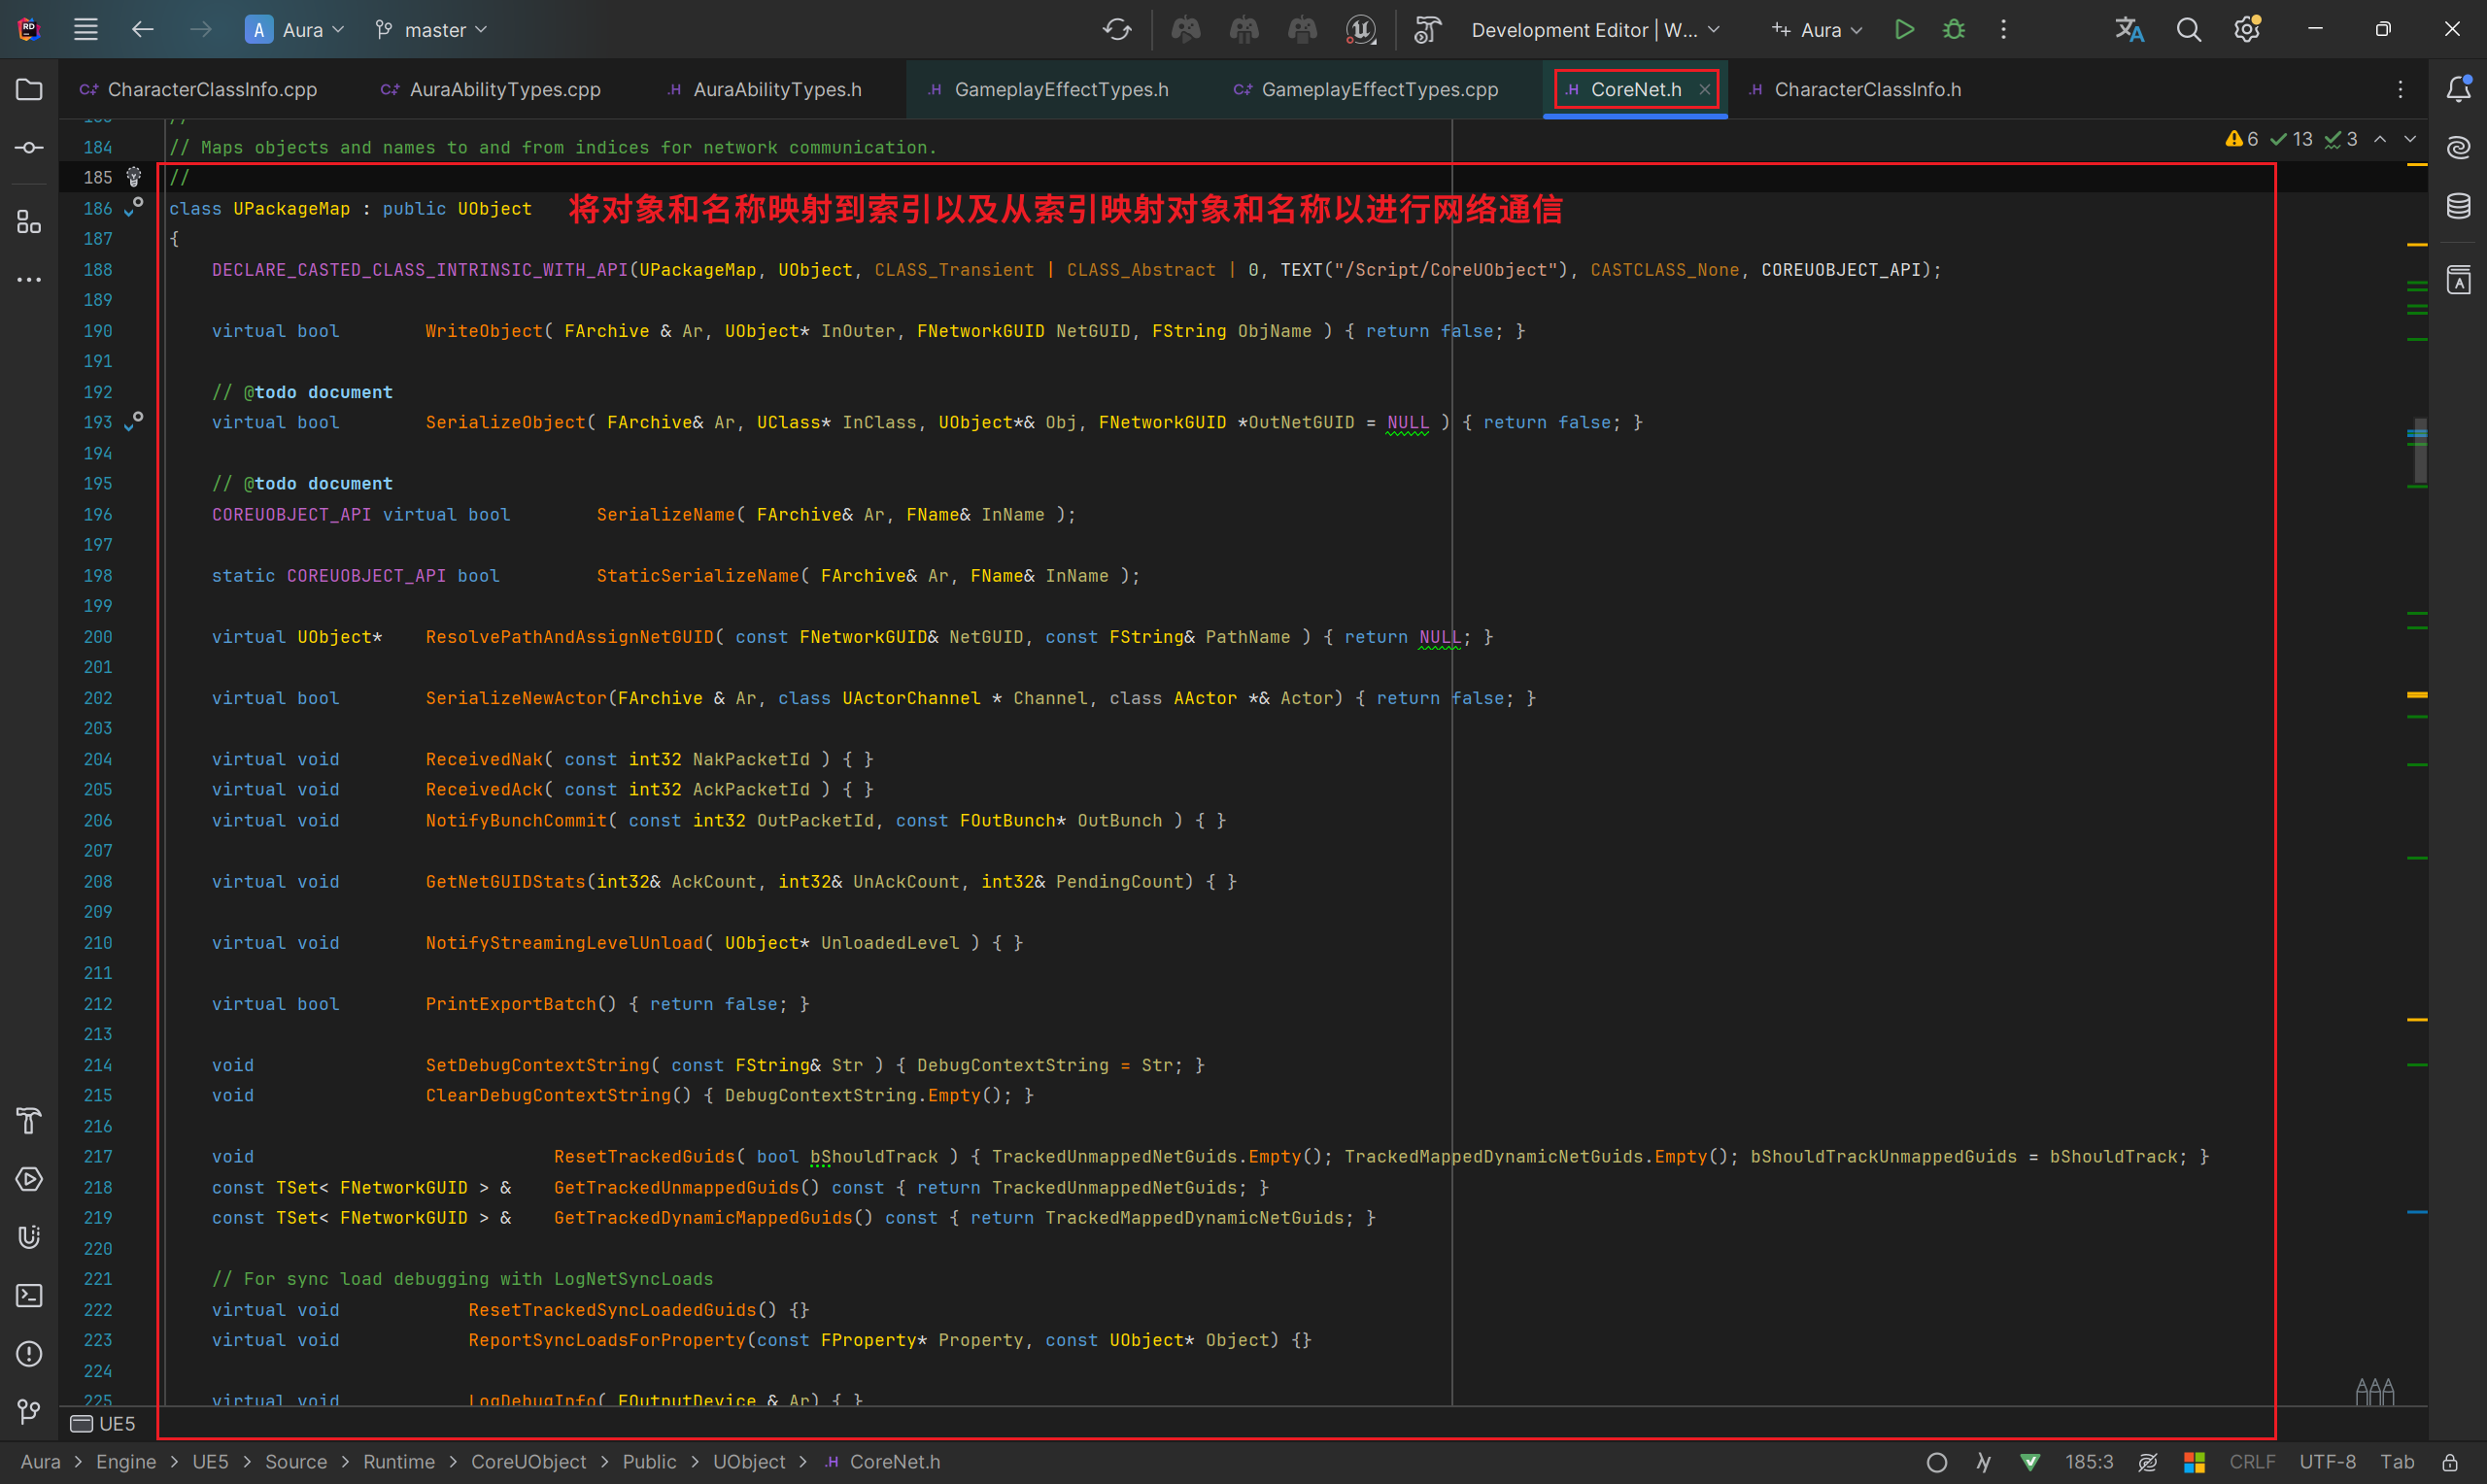 Aura
master
Development Editor | W...
Aura
CharacterClassInfo.cpp
AuraAbilityTypes.cpp
AuraAbilityTypes.h
GameplayEffectTypes.h
GameplayEffectTypes.cpp
CoreNet.h
CharacterClassInfo.h
6 13 3
184 // Maps objects and names to and from indices for network communication.
185 //
186 class UPackageMap : public UObject 将对象和名称映射到索引以及从索引映射对象和名称以进行网络通信
187 {
188 DECLARE_CASTED_CLASS_INTRINSIC_WITH_API(UPackageMap, UObject, CLASS_Transient | CLASS_Abstract | 0, TEXT("/Script/CoreUObject"), CASTCLASS_None, COREUOBJECT_API);
189
190 virtual bool WriteObject( FArchive & Ar, UObject* InOuter, FNetworkGUID NetGUID, FString ObjName ) { return false; }
191
192 // @todo document
193 virtual bool SerializeObject( FArchive& Ar, UClass* InClass, UObject*& Obj, FNetworkGUID *OutNetGUID = NULL ) { return false; }
194
195 // @todo document
196 COREUOBJECT_API virtual bool SerializeName( FArchive& Ar, FName& InName );
197
198 static COREUOBJECT_API bool StaticSerializeName( FArchive& Ar, FName& InName );
199
200 virtual UObject* ResolvePathAndAssignNetGUID( const FNetworkGUID& NetGUID, const FString& PathName ) { return NULL; }
201
202 virtual bool SerializeNewActor(FArchive & Ar, class UActorChannel * Channel, class AActor *& Actor) { return false; }
203
204 virtual void ReceivedNak( const int32 NakPacketId ) { }
205 virtual void ReceivedAck( const int32 AckPacketId ) { }
206 virtual void NotifyBunchCommit( const int32 OutPacketId, const FOutBunch* OutBunch ) { }
207
208 virtual void GetNetGUIDStats(int32& AckCount, int32& UnAckCount, int32& PendingCount) { }
209
210 virtual void NotifyStreamingLevelUnload( UObject* UnloadedLevel ) { }
211
212 virtual bool PrintExportBatch() { return false; }
213
214 void SetDebugContextString( const FString& Str ) { DebugContextString = Str; }
215 void ClearDebugContextString() { DebugContextString.Empty(); }
216
217 void ResetTrackedGuids( bool bShouldTrack ) { TrackedUnmappedNetGuids.Empty(); TrackedMappedDynamicNetGuids.Empty(); bShouldTrackUnmappedGuids = bShouldTrack; }
218 const TSet< FNetworkGUID > & GetTrackedUnmappedGuids() const { return TrackedUnmappedNetGuids; }
219 const TSet< FNetworkGUID > & GetTrackedDynamicMappedGuids() const { return TrackedMappedDynamicNetGuids; }
220
221 // For sync load debugging with LogNetSyncLoads
222 virtual void ResetTrackedSyncLoadedGuids() {}
223 virtual void ReportSyncLoadsForProperty(const FProperty* Property, const UObject* Object) {}
224
225 virtual void LogDebugInfo( FOutputDevice & Ar) { }
UE5
Aura > Engine > UE5 > Source > Runtime > CoreUObject > Public > UObject > CoreNet.h
185:3 CRLF UTF-8 Tab